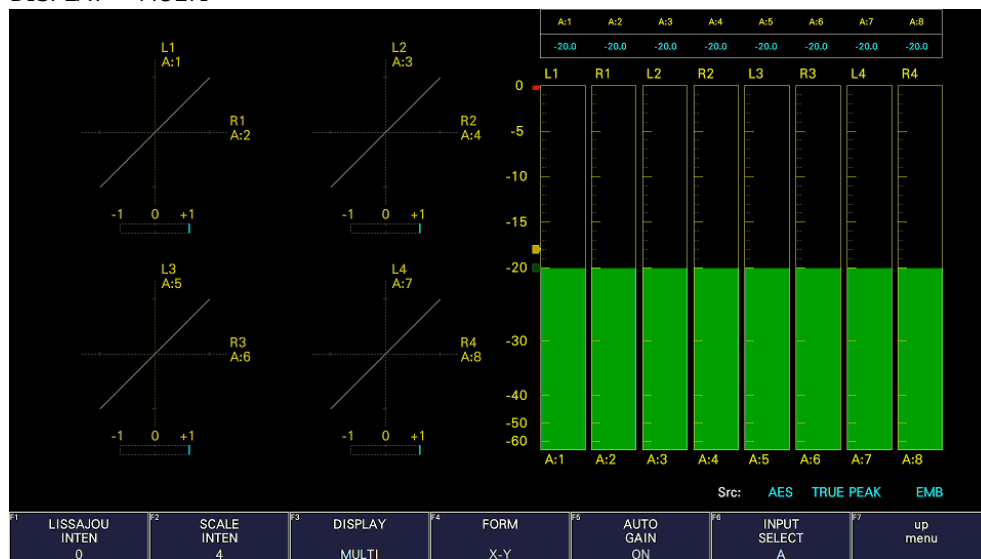 DISPLAY = MULTI
A:1 A:2 A:3 A:4 A:5 A:6 A:7 A:8
-20.0 -20.0 -20.0 -20.0 -20.0 -20.0 -20.0 -20.0
L1
A:1
R1
A:2
-1 0 +1
L2
A:3
R2
A:4
-1 0 +1
L3
A:5
R3
A:6
-1 0 +1
L4
A:7
R4
A:8
-1 0 +1
L1 R1 L2 R2 L3 R3 L4 R4
0
-5
-10
-15
-20
-30
-40
-50
-60
A:1 A:2 A:3 A:4 A:5 A:6 A:7 A:8
Src: AES TRUE PEAK EMB
F1 LISSAJOU INTEN 0
F2 SCALE INTEN 4
F3 DISPLAY MULTI
F4 FORM X-Y
F5 AUTO GAIN ON
F6 INPUT SELECT A
F7 up menu